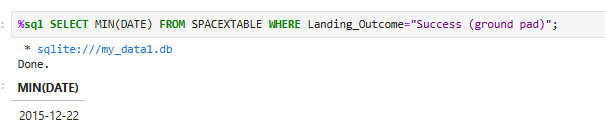 %sql SELECT MIN(DATE) FROM SPACEXTABLE WHERE Landing_Outcome="Success (ground pad)";
* sqlite:///my_data1.db
Done.
MIN(DATE)
2015-12-22